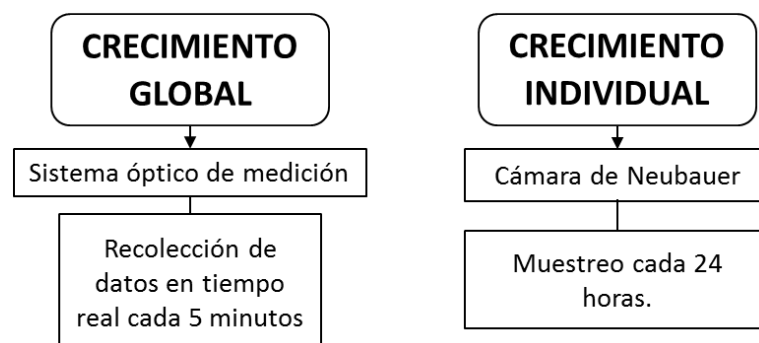 CRECIMIENTO
GLOBAL
Sistema óptico de medición
Recolección de
datos en tiempo
real cada 5 minutos
CRECIMIENTO
INDIVIDUAL
Cámara de Neubauer
Muestreo cada 24
horas.